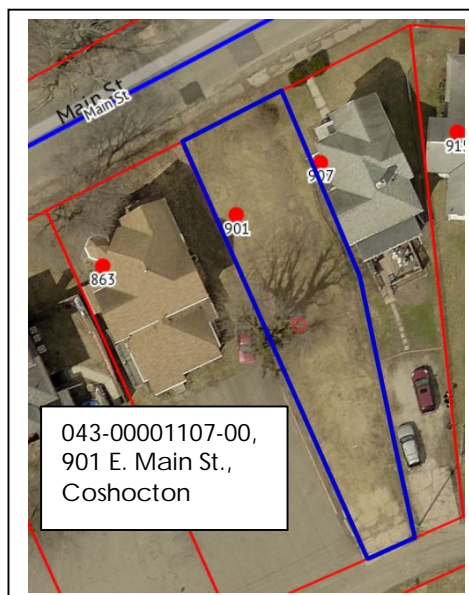 Main St
Main St
915
907
901
863
043-00001107-00,
901 E. Main St.,
Coshocton